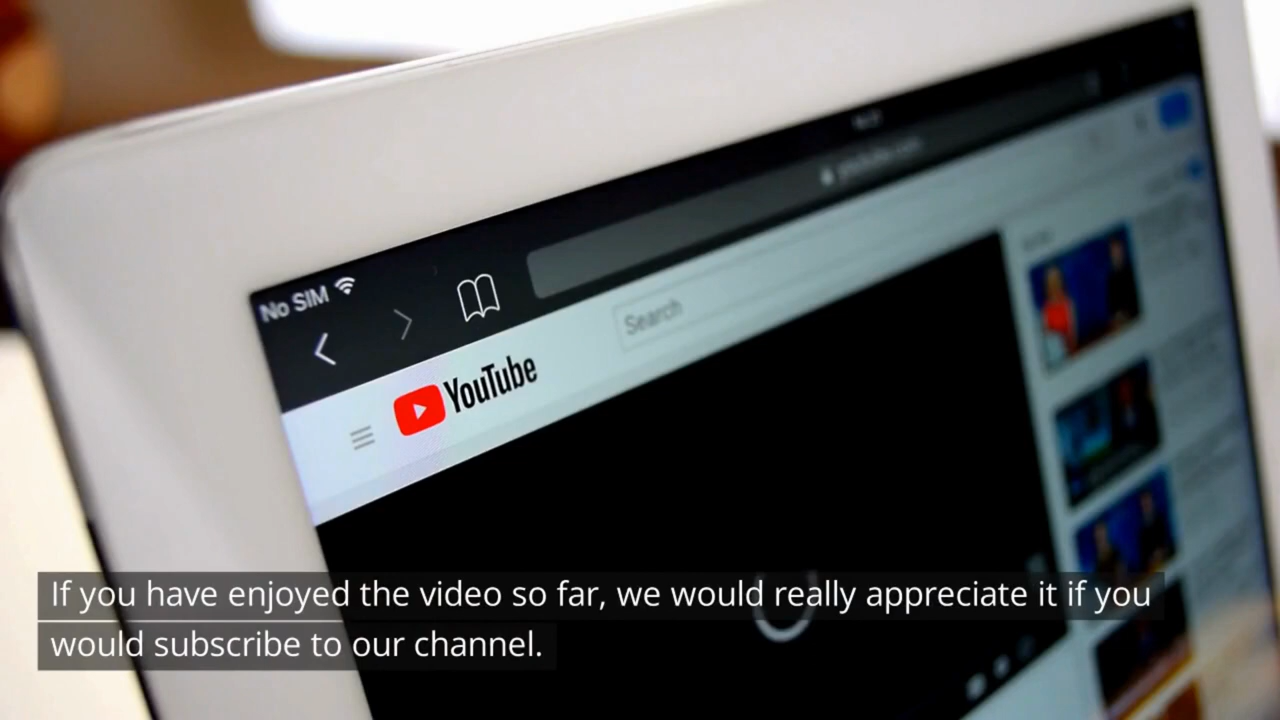 No SIM
YouTube
Search
If you have enjoyed the video so far, we would really appreciate it if you
would subscribe to our channel.